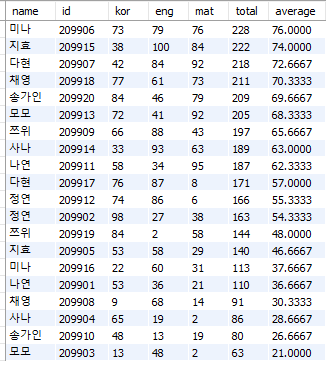 name id kor eng mat total average
미나 209906 73 79 76 228 76.0000
지효 209915 38 100 84 222 74.0000
다현 209907 42 84 92 218 72.6667
채영 209918 77 61 73 211 70.3333
송가인 209920 84 46 79 209 69.6667
모모 209913 72 41 92 205 68.3333
쯔위 209909 66 88 43 197 65.6667
사나 209914 33 93 63 189 63.0000
나연 209911 58 34 95 187 62.3333
다현 209917 76 87 8 171 57.0000
정연 209912 74 86 6 166 55.3333
정연 209902 98 27 38 163 54.3333
쯔위 209919 84 2 58 144 48.0000
지효 209905 53 58 29 140 46.6667
미나 209916 22 60 31 113 37.6667
나연 209901 53 36 21 110 36.6667
채영 209908 9 68 14 91 30.3333
사나 209904 65 19 2 86 28.6667
송가인 209910 48 13 19 80 26.6667
모모 209903 13 48 2 63 21.0000